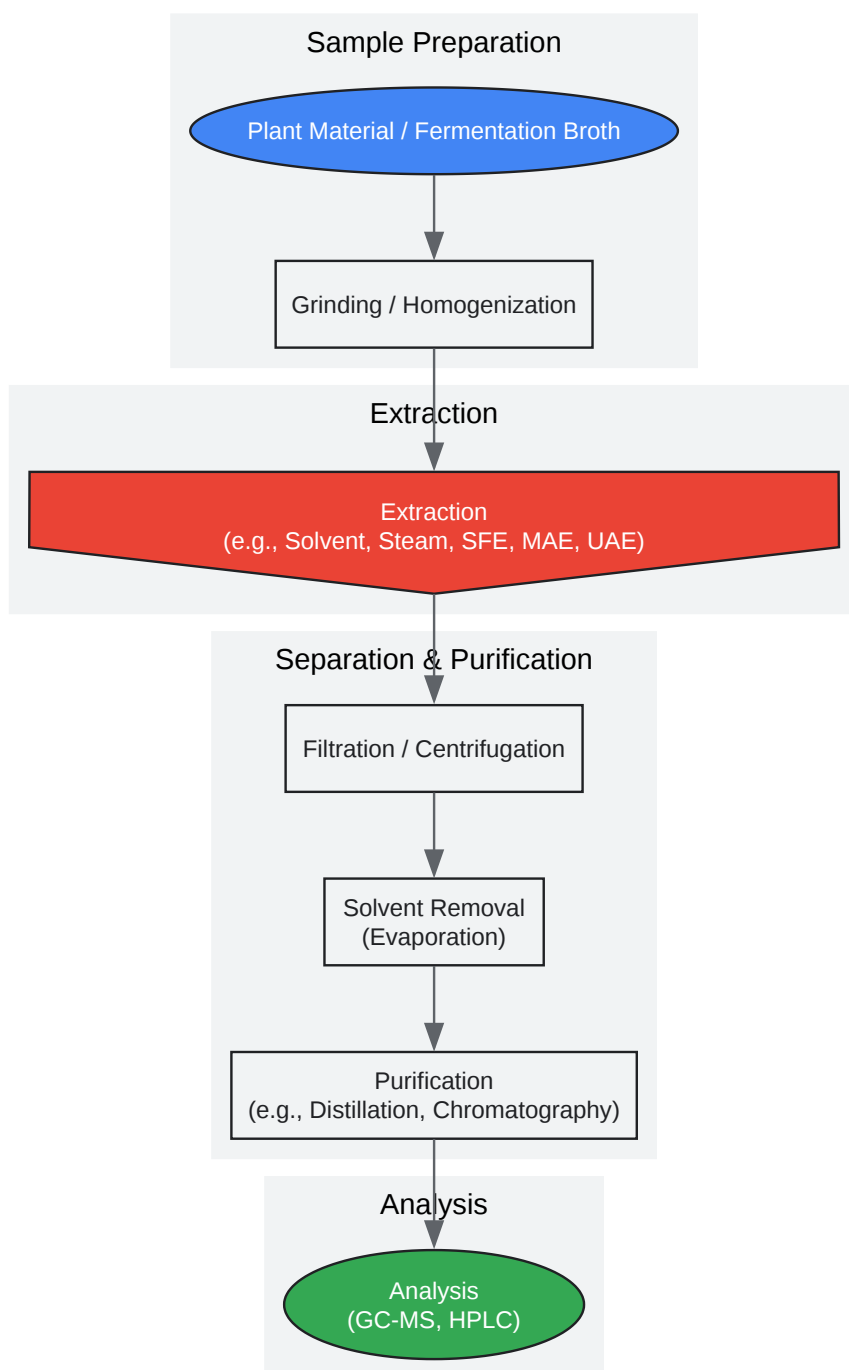 Sample Preparation
Plant Material / Fermentation Broth
Grinding / Homogenization
Extraction
Extraction
(e.g., Solvent, Steam, SFE, MAE, UAE)
Separation & Purification
Filtration / Centrifugation
Solvent Removal
(Evaporation)
Purification
(e.g., Distillation, Chromatography)
Analysis
Analysis
(GC-MS, HPLC)